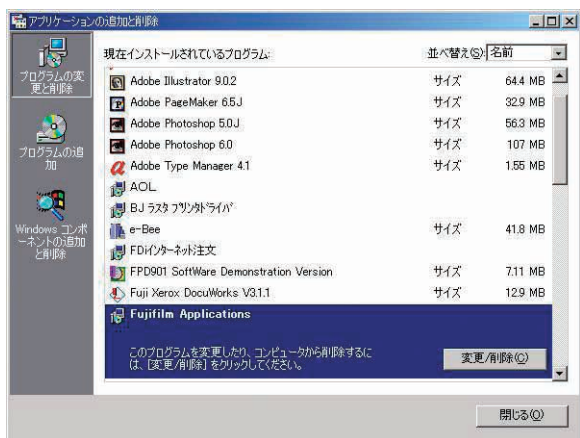 アプリケーションの追加と削除
プログラムの変
更と削除
プログラムの追
加
Windows コンポ
ーネントの追加
と削除
現在インストールされているプログラム: 並べ替え(S): 名前
Adobe Illustrator 9.0.2 サイズ 64.4 MB
Adobe PageMaker 6.5J サイズ 32.9 MB
Adobe Photoshop 5.0J サイズ 56.3 MB
Adobe Photoshop 6.0 サイズ 107 MB
Adobe Type Manager 4.1 サイズ 1.55 MB
AOL
BJ ラスタ プリンタドライバ
e-Bee サイズ 41.8 MB
FDiインターネット注文
FPD901 SoftWare Demonstration Version サイズ 7.11 MB
Fuji Xerox DocuWorks V3.1.1 サイズ 12.9 MB
Fujifilm Applications
このプログラムを変更したり、コンピュータから削除するに
は、[変更/削除] をクリックしてください。
変更/削除(C)
閉じる(O)